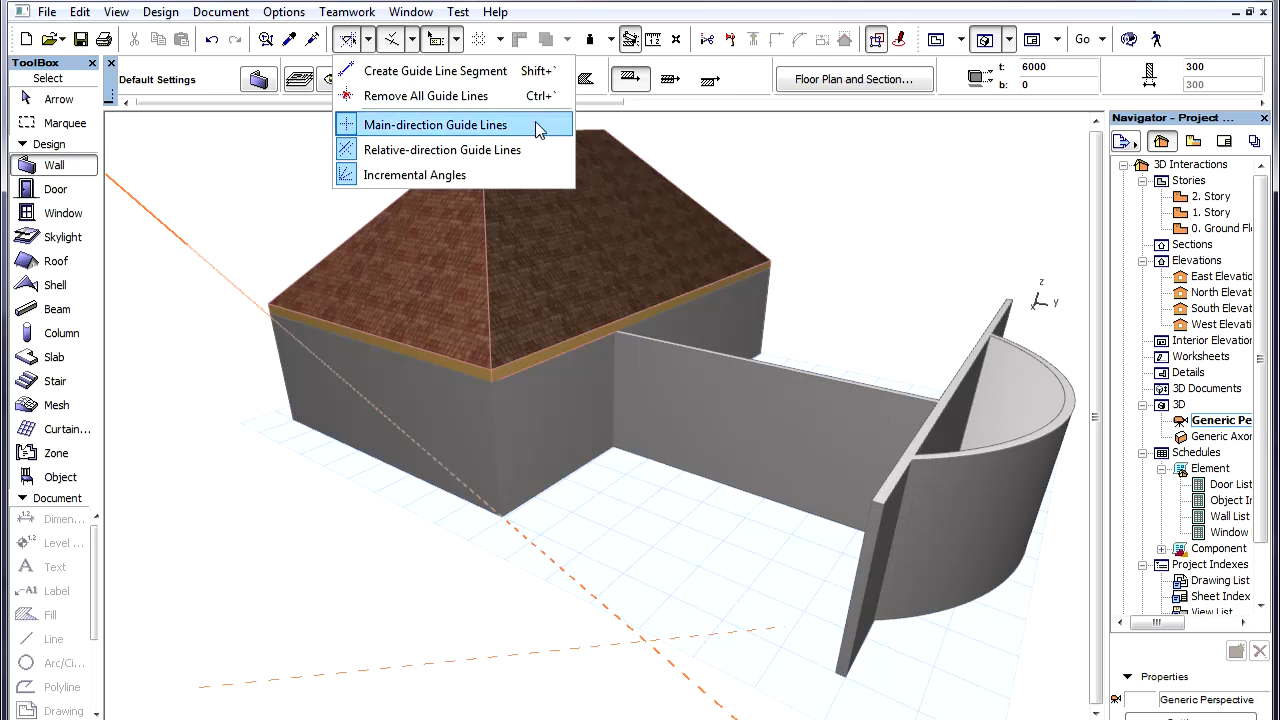 File Edit View Design Options Document Teamwork Window Test Help
Go
ToolBox
Select
Arrow
Marquee
Design
Wall
Door
Window
Skylight
Roof
Shell
Beam
Column
Slab
Stair
Mesh
Curtain...
Zone
Object
Document
Dimen...
Level ...
Text
Label
Fill
Line
Arc/Ci...
Polyline
Drawing
Default Settings
Create Guide Line Segment Shift+`
Remove All Guide Lines Ctrl+`
Main-direction Guide Lines
Relative-direction Guide Lines
Incremental Angles
Floor Plan and Section...
t: 6000
b: 0
300
300
z
y
x
Navigator - Project ...
3D Interactions
Stories
2. Story
1. Story
0. Ground Fl
Sections
Elevations
East Elevatio
North Elevat
South Elevat
West Elevati
Interior Elevatio
Worksheets
Details
3D Documents
3D
Generic Pe
Generic Axon
Schedules
Element
Door List
Object In
Wall List
Window
Component
Project Indexes
Drawing List
Sheet Index
View List
Properties
Generic Perspective